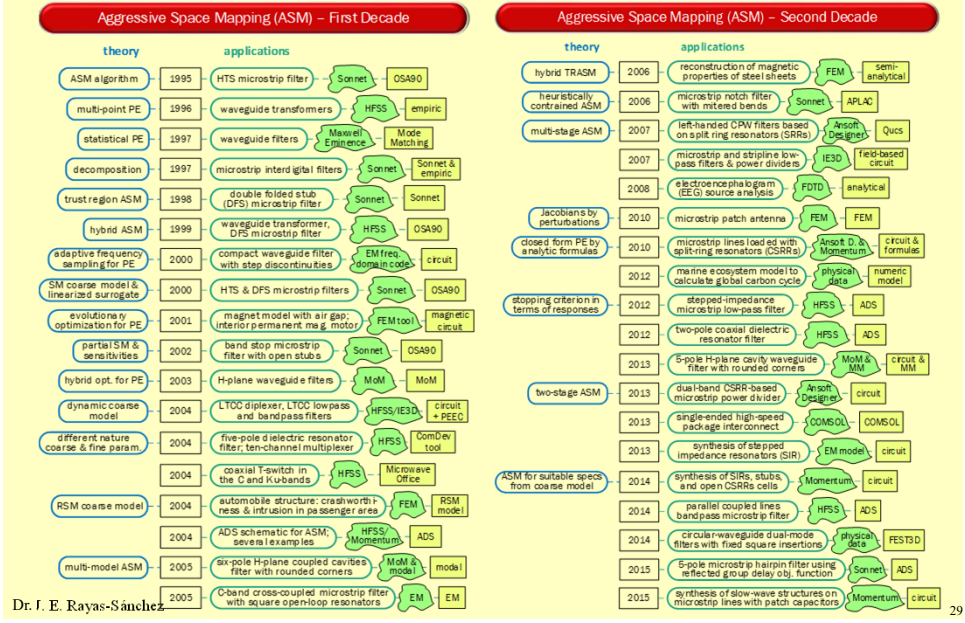 Aggressive Space Mapping (ASM) – First Decade
theory
applications
ASM algorithm
1995
HTS microstrip filter
Sonnet
OSA90
multi-point PE
1996
waveguide transformers
HFSS
empiric
statistical PE
1997
waveguide filters
Maxwell
Eminence
Mode
Matching
decomposition
1997
microstrip interdigital filters
Sonnet
Sonnet &
empiric
trust region ASM
1998
double folded stub
(DFS) microstrip filter
Sonnet
Sonnet
hybrid ASM
1999
waveguide transformer,
DFS microstrip filter
HFSS
OSA90
adaptive frequency
sampling for PE
2000
compact waveguide filter
with step discontinuities
EM freq.
domain code
circuit
SM coarse model &
linearized surrogate
2000
HTS & DFS microstrip filters
Sonnet
OSA90
evolutionary
optimization for PE
2001
magnet model with air gap;
interior permanent mag. motor
FEM tool
magnetic
circuit
partial SM &
sensitivities
2002
band stop microstrip
filter with open stubs
Sonnet
OSA90
hybrid opt. for PE
2003
H-plane waveguide filters
MoM
MoM
dynamic coarse
model
2004
LTCC diplexer, LTCC lowpass
and bandpass filters
HFSS/IE3D
circuit
+ PEEC
different nature
coarse & fine param.
2004
five-pole dielectric resonator
filter; ten-channel multiplexer
HFSS
ComDev
tool
2004
coaxial T-switch in
the C and Ku-bands
HFSS
Microwave
Office
RSM coarse model
2004
automobile structure: crashworthi-
ness & intrusion in passenger area
FEM
RSM
model
2004
ADS schematic for ASM;
several examples
HFSS/
Momentum
ADS
multi-model ASM
2005
six-pole H-plane coupled cavities
filter with rounded corners
MoM &
modal
modal
2005
C-band cross-coupled microstrip filter
with square open-loop resonators
EM
EM
Dr. J. E. Rayas-Sánchez
Aggressive Space Mapping (ASM) – Second Decade
theory
applications
hybrid TRASM
2006
reconstruction of magnetic
properties of steel sheets
FEM
semi-
analytical
heuristically
contrained ASM
2006
microstrip notch filter
with mitered bends
Sonnet
APLAC
multi-stage ASM
2007
left-handed CPW filters based
on split ring resonators (SRRs)
Ansoft
Designer
Qucs
2007
microstrip and stripline low-
pass filters & power dividers
IE3D
field-based
circuit
2008
electroencephalogram
(EEG) source analysis
FDTD
analytical
Jacobians by
perturbations
2010
microstrip patch antenna
FEM
FEM
closed form PE by
analytic formulas
2010
microstrip lines loaded with
split-ring resonators (CSRRs)
Ansoft D. &
Momentum
circuit &
formulas
2012
marine ecosystem model to
calculate global carbon cycle
physical
data
numeric
model
stopping criterion in
terms of responses
2012
stepped-impedance
microstrip low-pass filter
HFSS
ADS
2012
two-pole coaxial dielectric
resonator filter
HFSS
ADS
2013
5-pole H-plane cavity waveguide
filter with rounded corners
MoM &
MM
circuit &
MM
two-stage ASM
2013
dual-band CSRR-based
microstrip power divider
Ansoft
Designer
circuit
2013
single-ended high-speed
package interconnect
COMSOL
COMSOL
2013
synthesis of stepped
impedance resonators (SIR)
EM model
circuit
ASM for suitable specs
from coarse model
2014
synthesis of SIRs, stubs,
and open CSRRs cells
Momentum
circuit
2014
parallel coupled lines
bandpass microstrip filter
HFSS
ADS
2014
circular-waveguide dual-mode
filters with fixed square insertions
physical
data
FEST3D
2015
5-pole microstrip hairpin filter using
reflected group delay obj. function
Sonnet
ADS
2015
synthesis of slow-wave structures on
microstrip lines with patch capacitors
Momentum
circuit
29